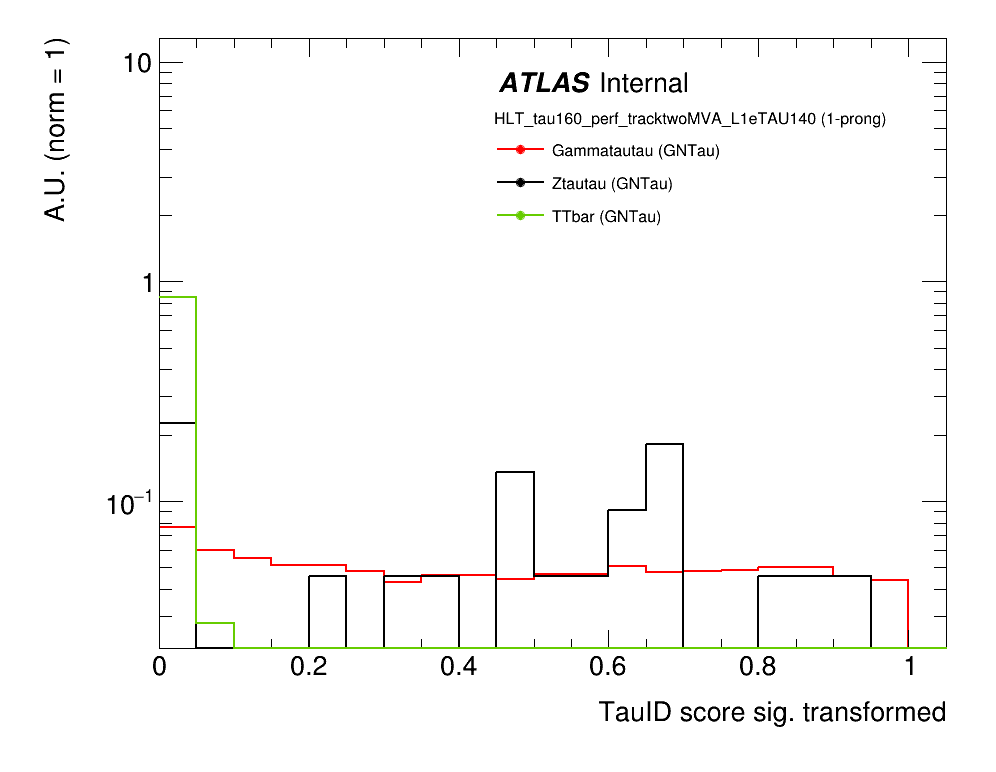 A.U. (norm = 1)
10
1
10⁻¹
ATLAS Internal
HLT_tau160_perf_tracktwoMVA_L1eTAU140 (1-prong)
Gammatautau (GNTau)
Ztautau (GNTau)
TTbar (GNTau)
0 0.2 0.4 0.6 0.8 1
TauID score sig. transformed